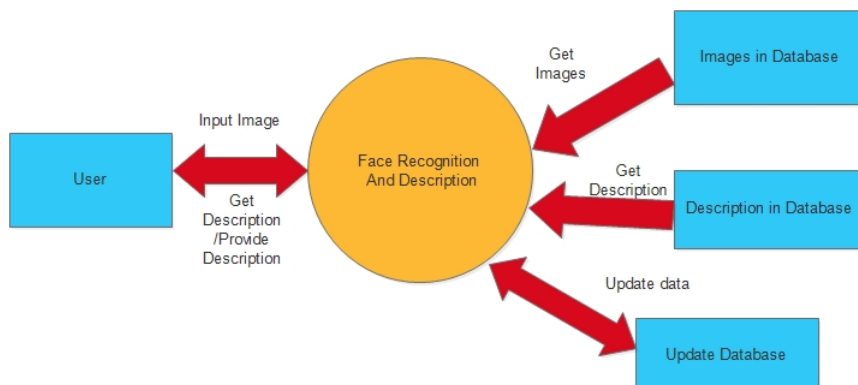 Input Image
User
Get
Description
/Provide
Description
Face Recognition
And Description
Get
Images
Images in Database
Get
Description
Description in Database
Update data
Update Database